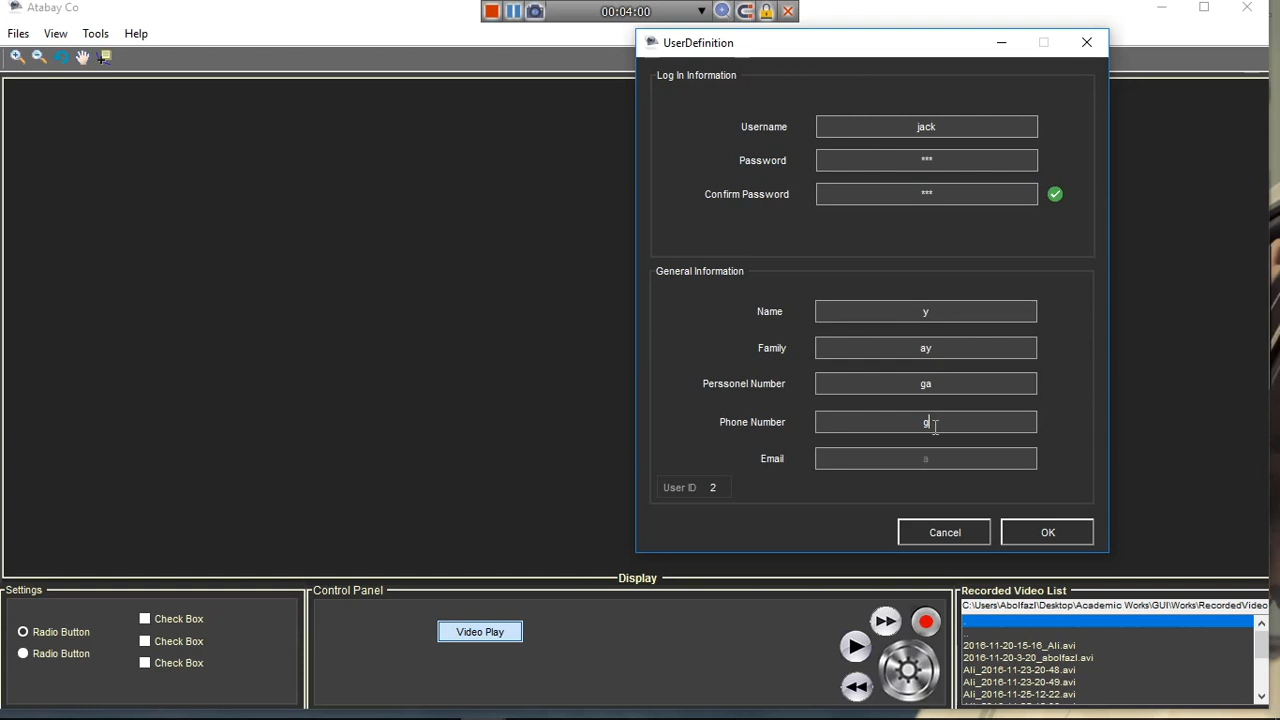 Atabay Co
00:04:00
Files View Tools Help
UserDefinition
Log In Information
Username jack
Password ***
Confirm Password ***
General Information
Name y
Family ay
Perssonel Number ga
Phone Number g
Email a
User ID 2
Cancel OK
Display
Settings
Radio Button
Radio Button
Check Box
Check Box
Check Box
Control Panel
Video Play
Recorded Video List
C:\Users\Abolfazl\Desktop\Academic Works\GUI\Works\RecordedVideo
.
..
2016-11-20-15-16_Ali.avi
2016-11-20-3-20_abolfazl.avi
Ali_2016-11-23-20-48.avi
Ali_2016-11-23-20-49.avi
Ali_2016-11-25-12-22.avi